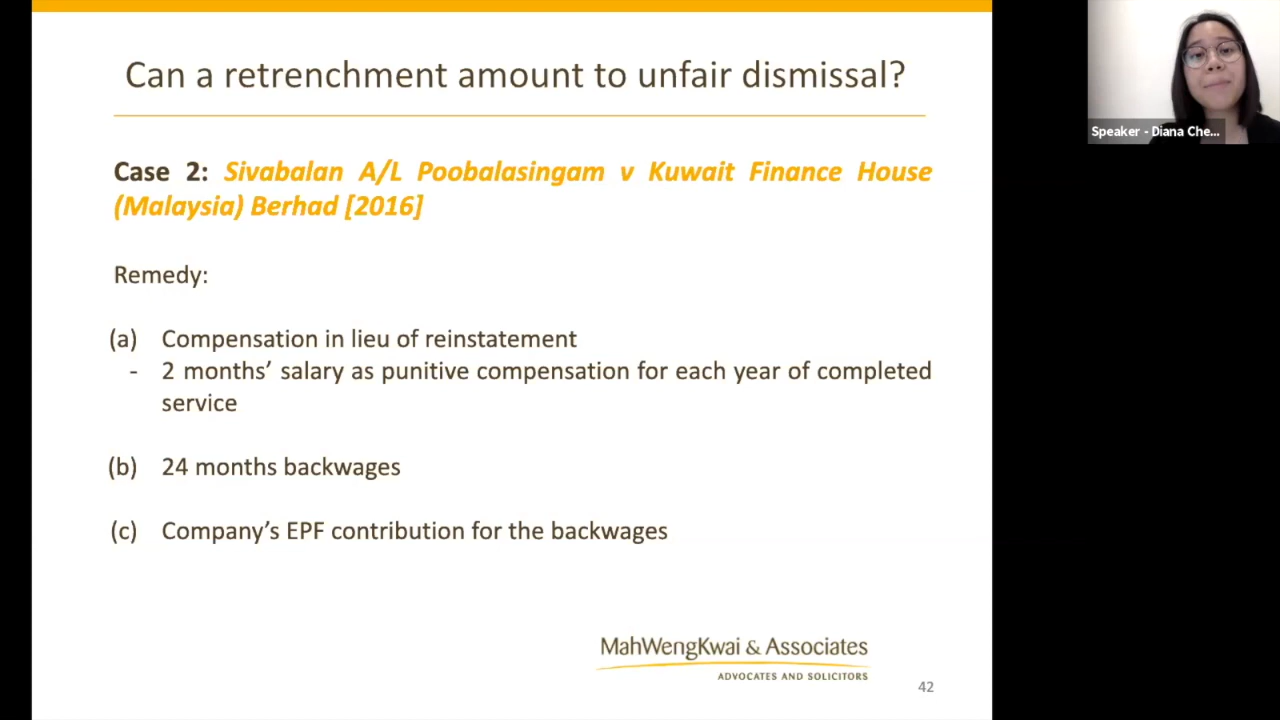 Can a retrenchment amount to unfair dismissal?
Case 2: Sivabalan A/L Poobalasingam v Kuwait Finance House
(Malaysia) Berhad [2016]
Remedy:
(a) Compensation in lieu of reinstatement
- 2 months’ salary as punitive compensation for each year of completed
service
(b) 24 months backwages
(c) Company’s EPF contribution for the backwages
MahWengKwai & Associates
ADVOCATES AND SOLICITORS
42
Speaker - Diana Che...